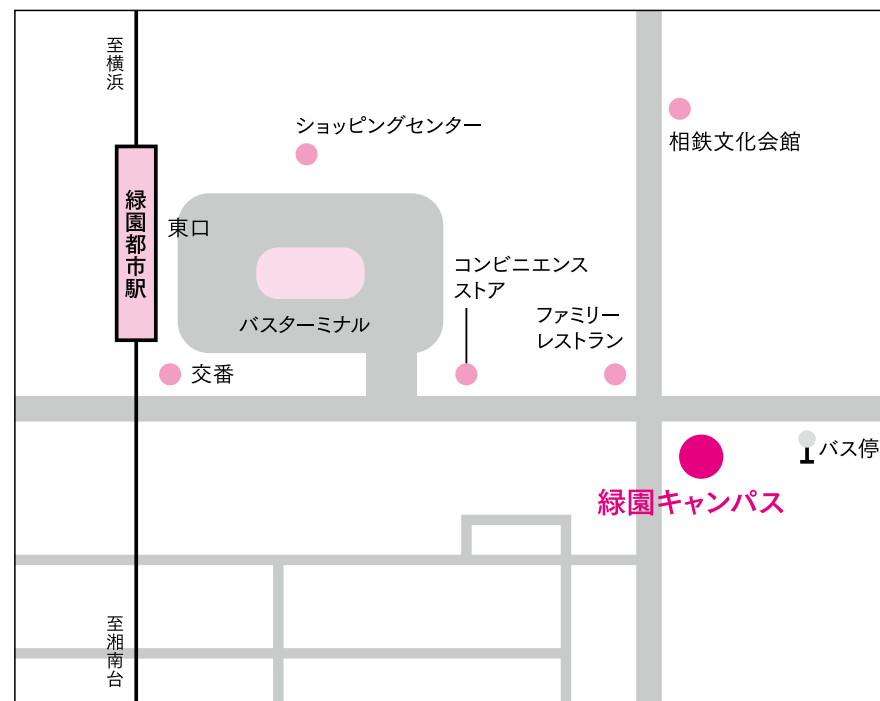 至横浜
ショッピングセンター
相鉄文化会館
緑園都市駅
東口
コンビニエンス
ストア
バスターミナル
ファミリー
レストラン
交番
バス停
緑園キャンパス
至湘南台